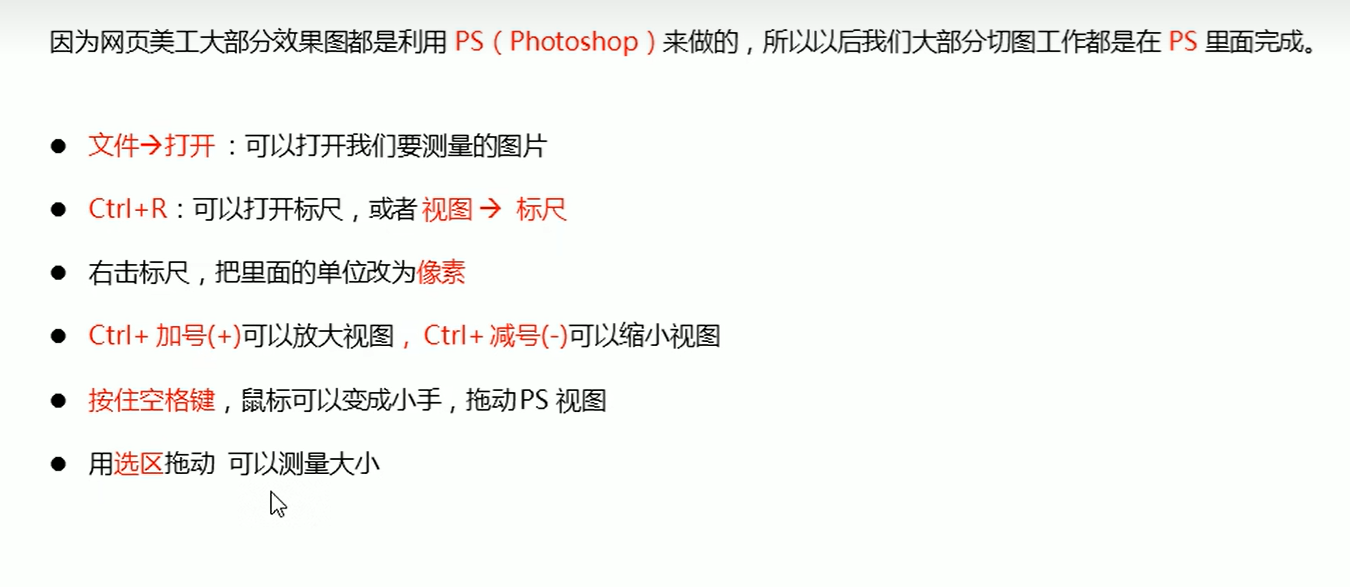 因为网页美工大部分效果图都是利用 PS（Photoshop）来做的，所以以后我们大部分切图工作都是在 PS 里面完成。
● 文件→打开 ：可以打开我们要测量的图片
● Ctrl+R：可以打开标尺，或者 视图 → 标尺
● 右击标尺，把里面的单位改为像素
● Ctrl+ 加号(+)可以放大视图， Ctrl+ 减号(-)可以缩小视图
● 按住空格键，鼠标可以变成小手，拖动 PS 视图
● 用选区拖动 可以测量大小